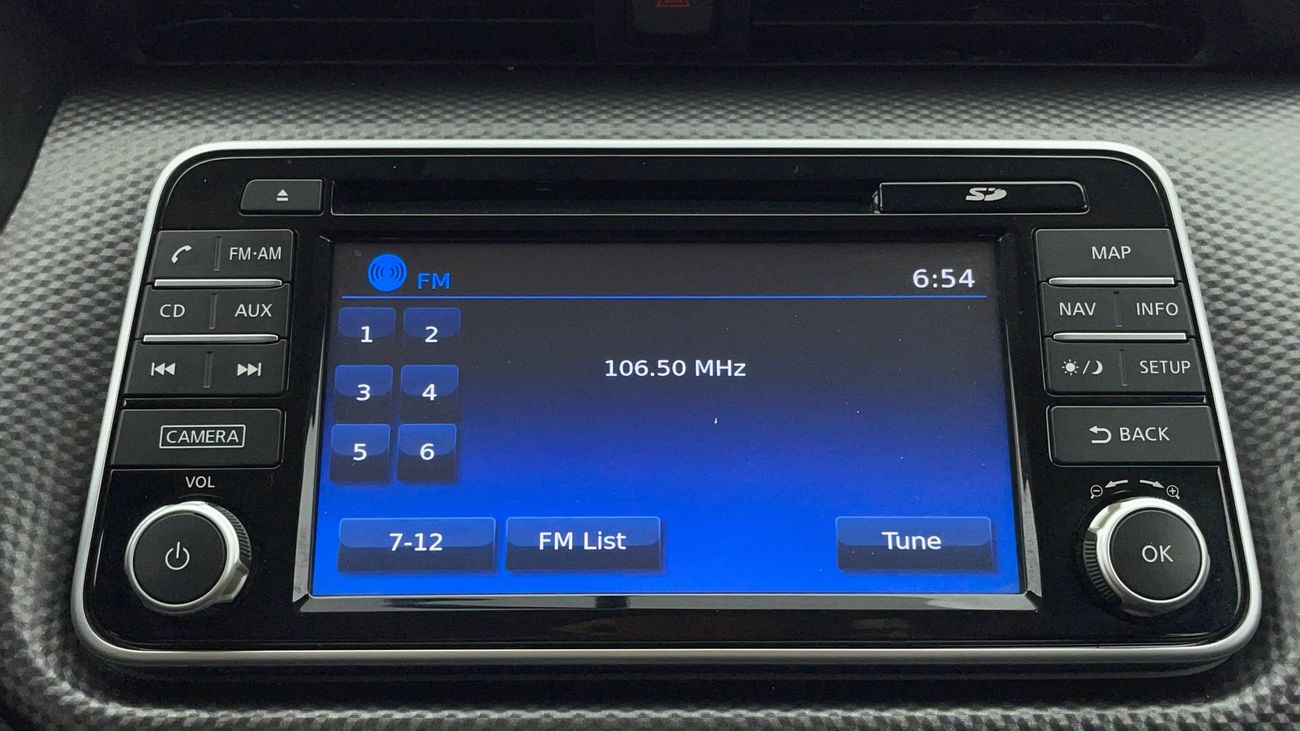 SD
FM·AM
MAP
FM
6:54
CD AUX
NAV INFO
1 2
106.50 MHz
SETUP
3 4
CAMERA
BACK
5 6
VOL
7-12 FM List Tune
OK